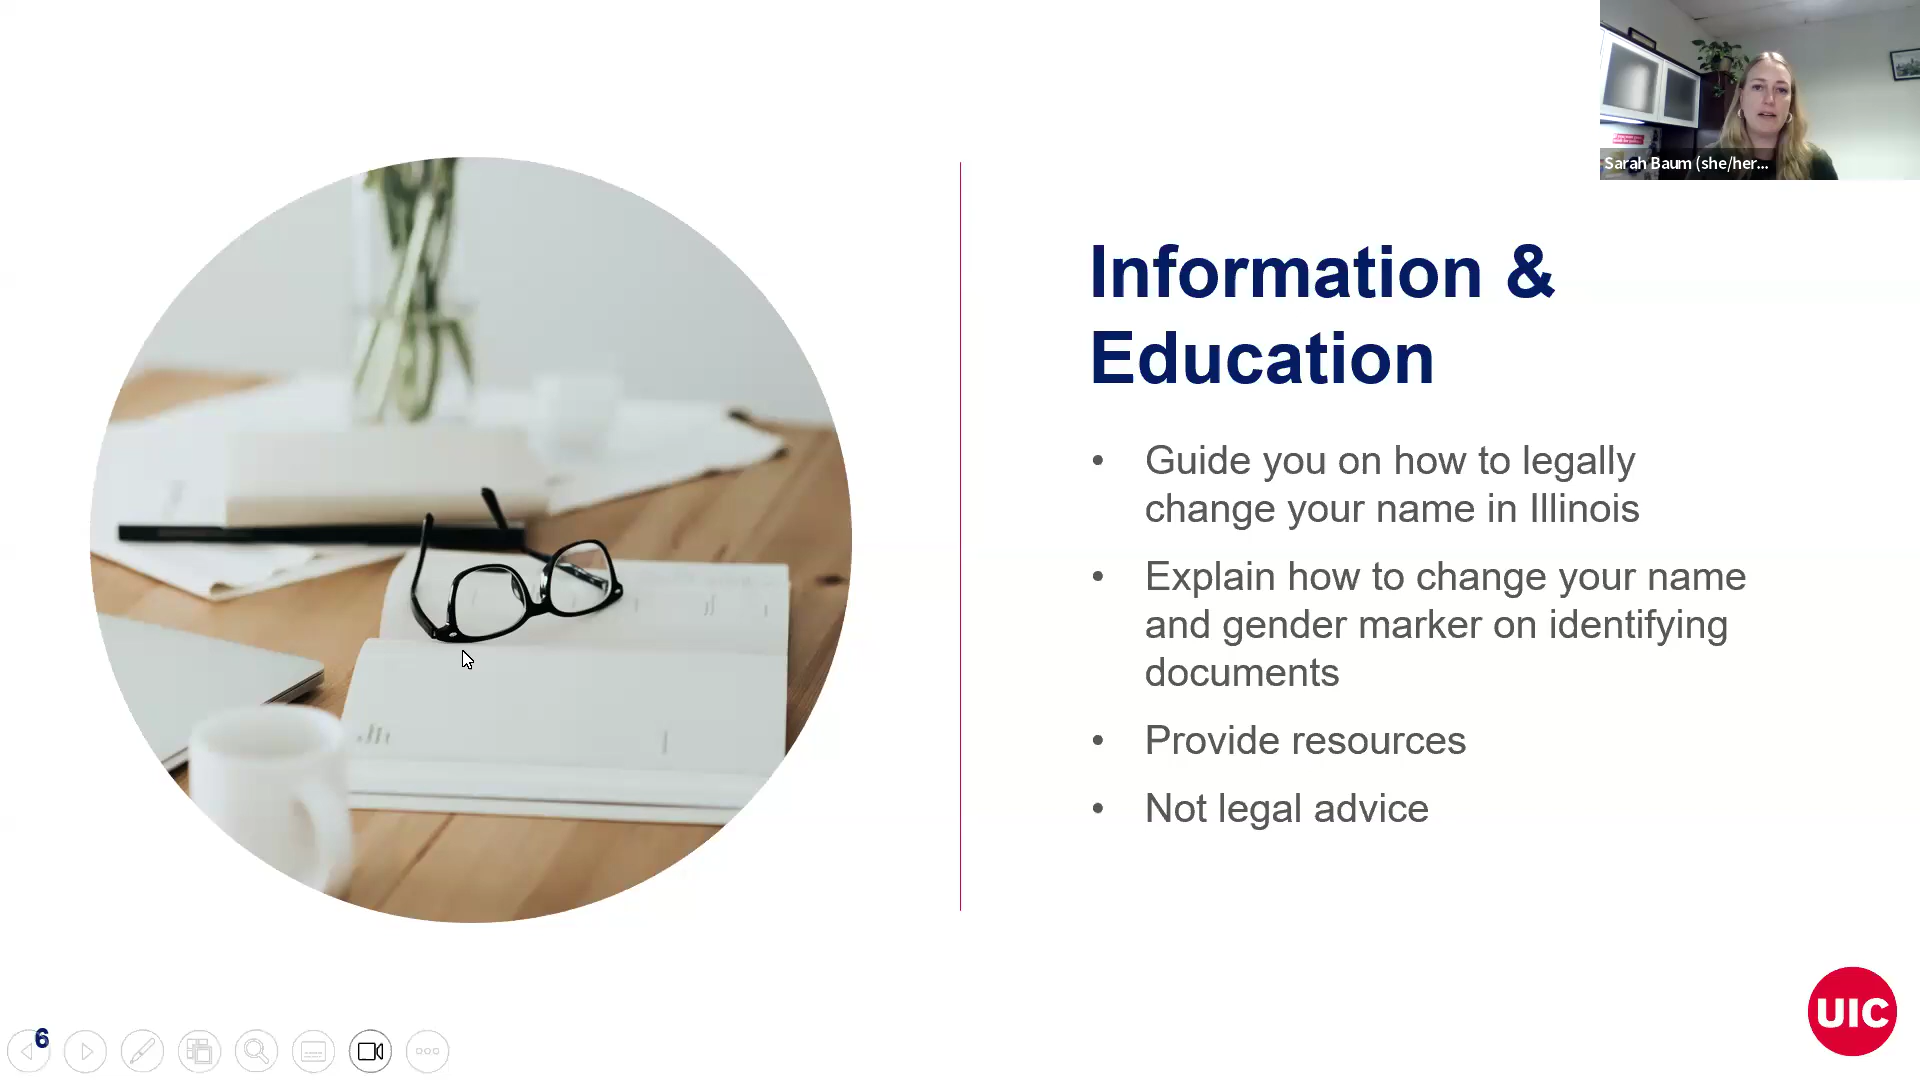 Sarah Baum (she/her...
Information &
Education
• Guide you on how to legally
change your name in Illinois
• Explain how to change your name
and gender marker on identifying
documents
• Provide resources
• Not legal advice
UIC
6